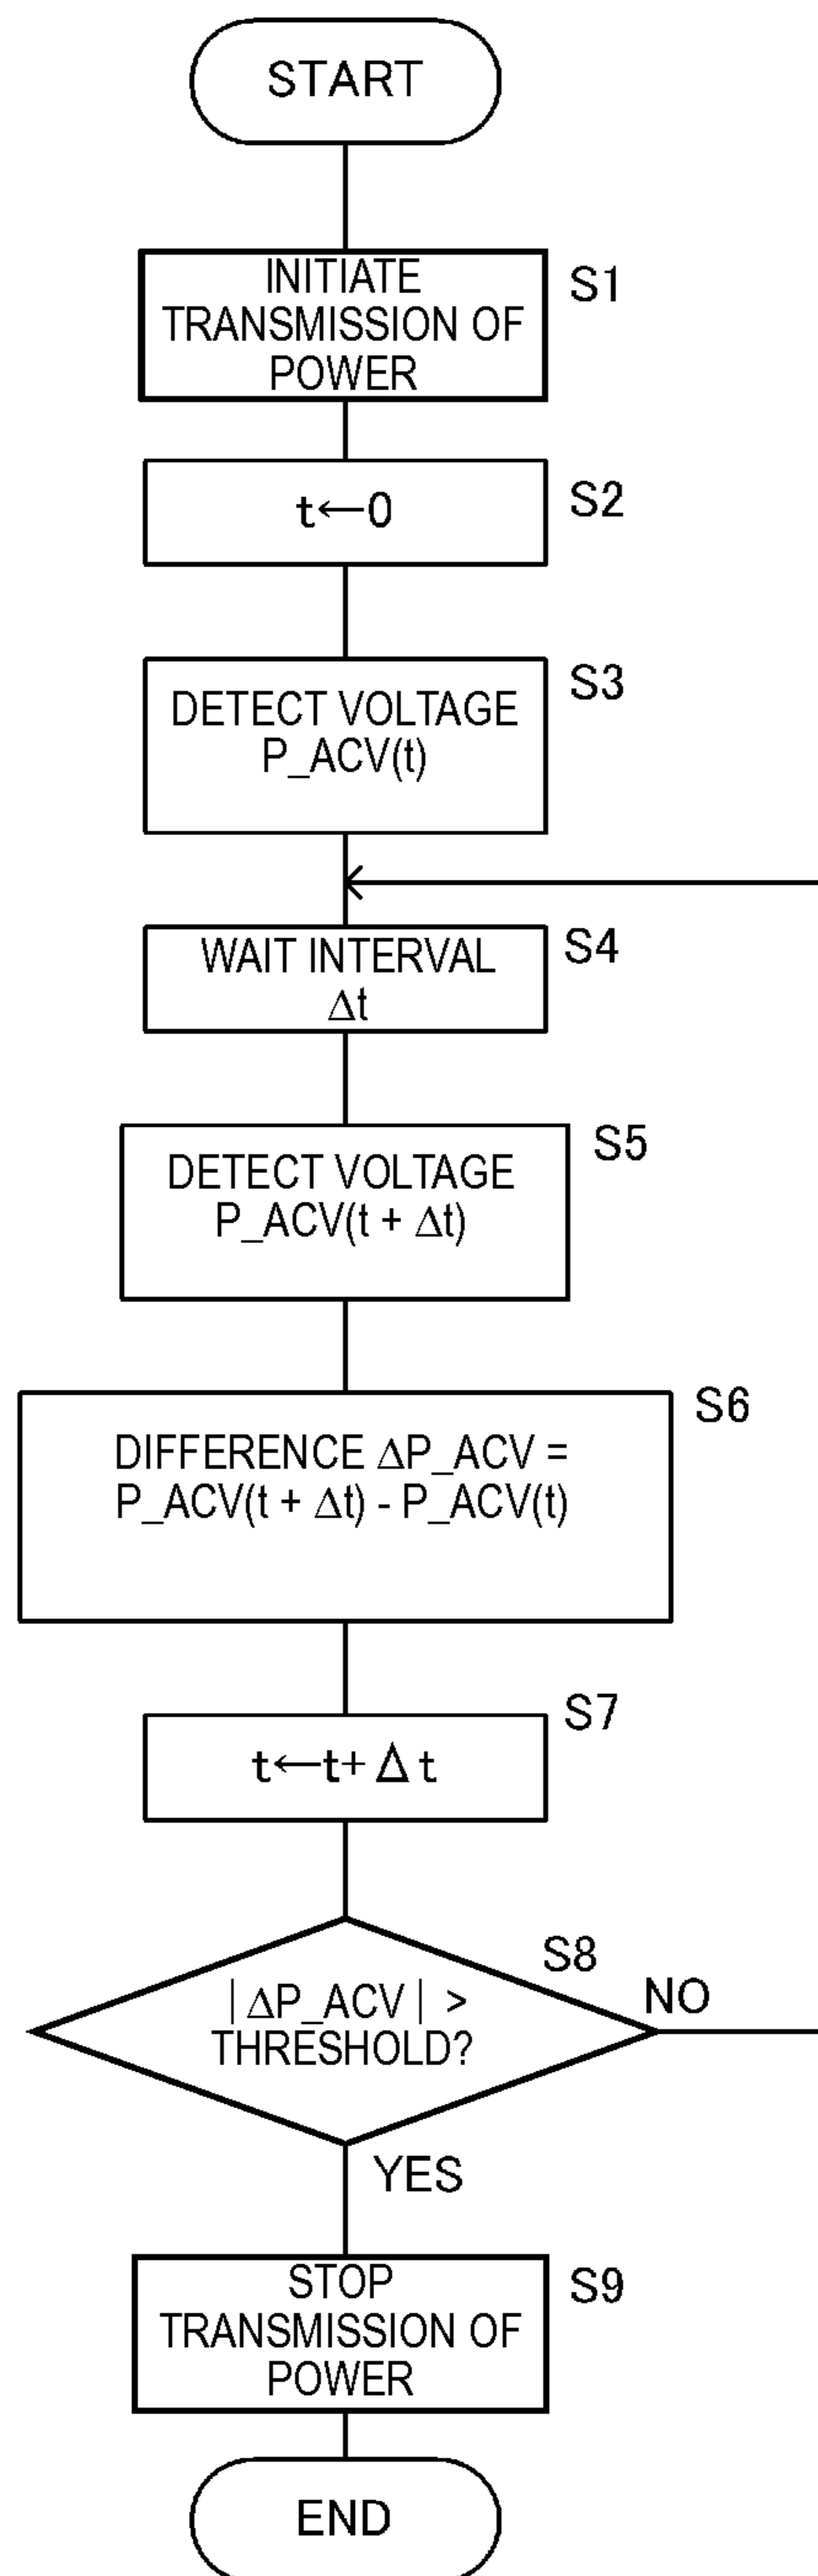 START
INITIATE
TRANSMISSION OF
POWER
S1
t←0
S2
DETECT VOLTAGE
P_ACV(t)
S3
WAIT INTERVAL
Δt
S4
DETECT VOLTAGE
P_ACV(t + Δt)
S5
DIFFERENCE ΔP_ACV =
P_ACV(t + Δt) - P_ACV(t)
S6
t←t+Δt
S7
|ΔP_ACV| >
THRESHOLD?
S8
NO
YES
STOP
TRANSMISSION OF
POWER
S9
END